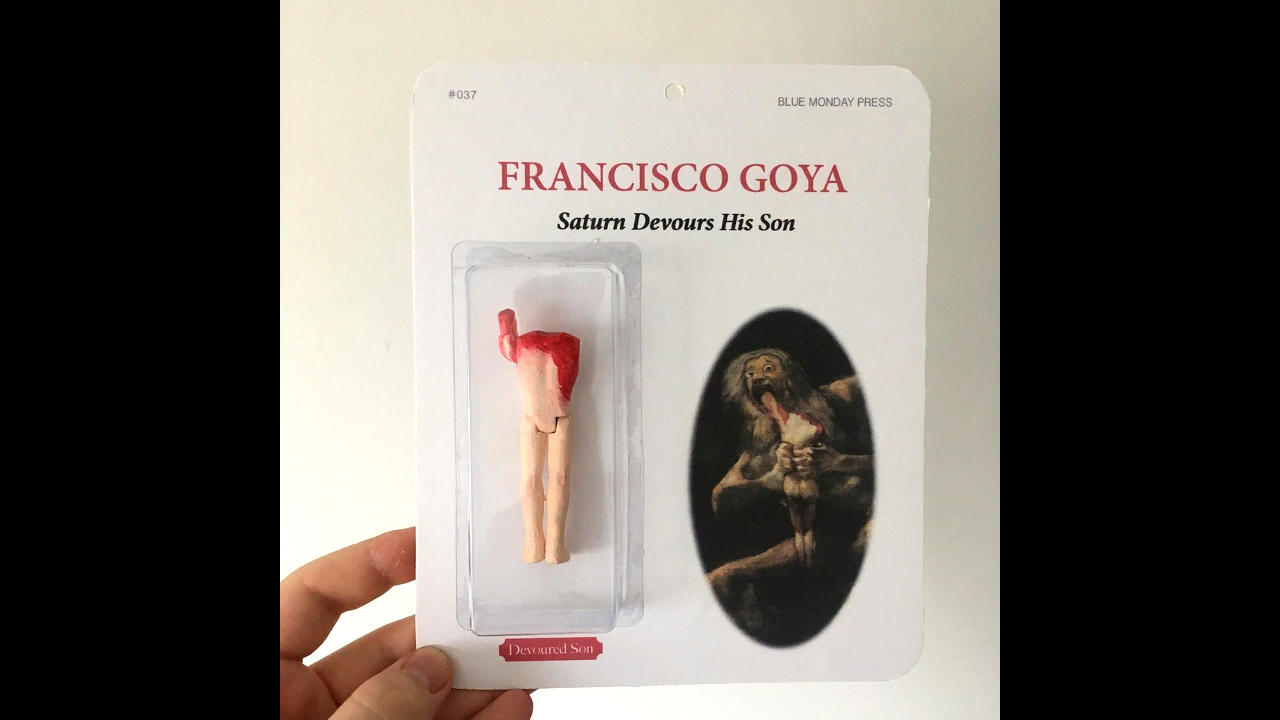 #037
BLUE MONDAY PRESS
FRANCISCO GOYA
Saturn Devours His Son
Devoured Son